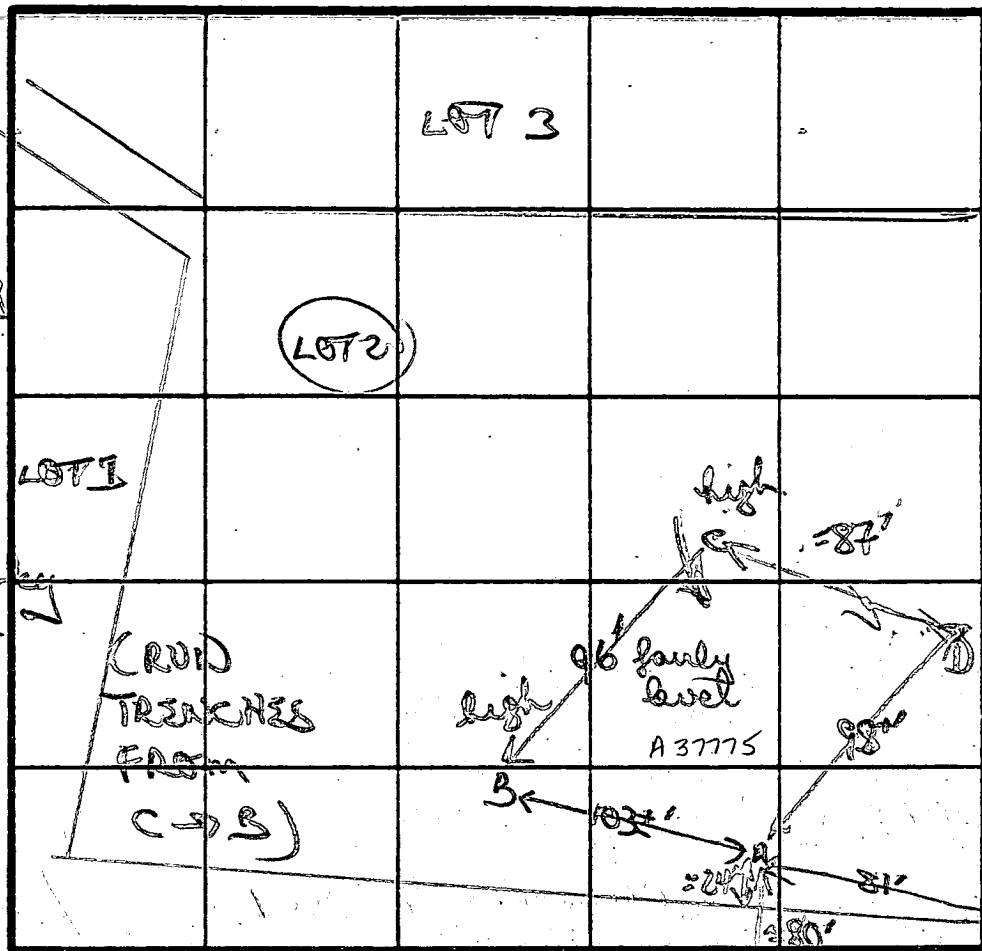 LOT 3
LOT 2
LOT 1
high
87'
C
D
(RUN
TRENCHES
FROM
C → B)
96'
fairly
level
high
A 37775
98'
B
103'
A
81'
80'